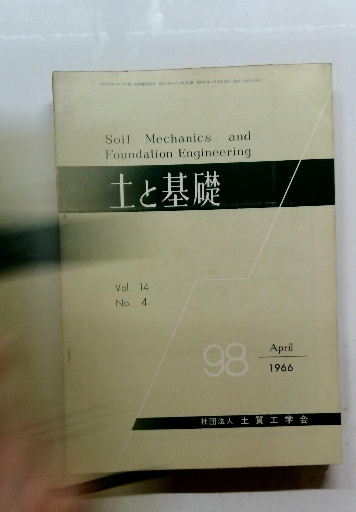 Soil Mechanics and
Foundation Engineering
土と基礎
Vol. 14
No. 4
98
April
1966
社団法人 土質工学会